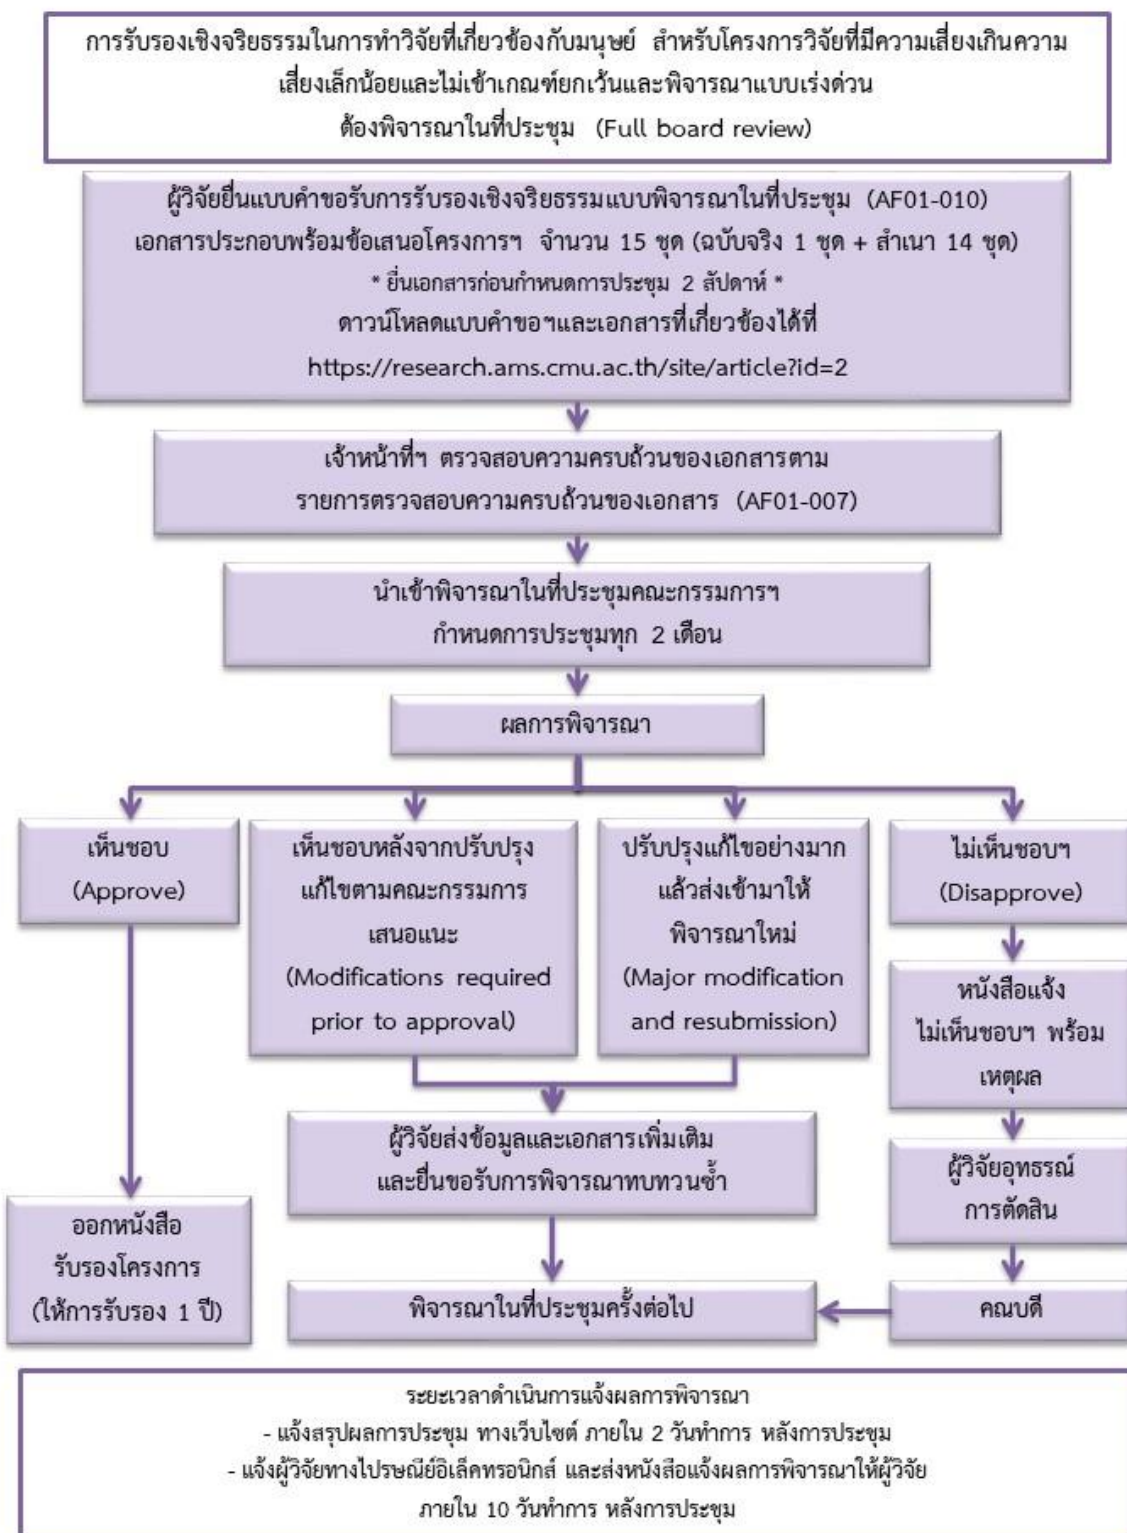 การรับรองเชิงจริยธรรมในการทำวิจัยที่เกี่ยวข้องกับมนุษย์ สำหรับโครงการวิจัยที่มีความเสี่ยงเกินความ
เสี่ยงเล็กน้อยและไม่เข้าเกณฑ์ยกเว้นและพิจารณาแบบเร่งด่วน
ต้องพิจารณาในที่ประชุม (Full board review)
ผู้วิจัยยื่นแบบคำขอรับการรับรองเชิงจริยธรรมแบบพิจารณาในที่ประชุม (AF01-010)
เอกสารประกอบพร้อมข้อเสนอโครงการฯ จำนวน 15 ชุด (ฉบับจริง 1 ชุด + สำเนา 14 ชุด)
* ยื่นเอกสารก่อนกำหนดการประชุม 2 สัปดาห์ *
ดาวน์โหลดแบบคำขอฯและเอกสารที่เกี่ยวข้องได้ที่
https://research.ams.cmu.ac.th/site/article?id=2
เจ้าหน้าที่ฯ ตรวจสอบความครบถ้วนของเอกสารตาม
รายการตรวจสอบความครบถ้วนของเอกสาร (AF01-007)
นำเข้าพิจารณาในที่ประชุมคณะกรรมการฯ
กำหนดการประชุมทุก 2 เดือน
ผลการพิจารณา
เห็นชอบ
(Approve)
เห็นชอบหลังจากปรับปรุง
แก้ไขตามคณะกรรมการ
เสนอแนะ
(Modifications required
prior to approval)
ปรับปรุงแก้ไขอย่างมาก
แล้วส่งเข้ามาให้
พิจารณาใหม่
(Major modification
and resubmission)
ไม่เห็นชอบฯ
(Disapprove)
หนังสือแจ้ง
ไม่เห็นชอบฯ พร้อม
เหตุผล
ผู้วิจัยส่งข้อมูลและเอกสารเพิ่มเติม
และยื่นขอรับการพิจารณาทบทวนซ้ำ
ผู้วิจัยอุทธรณ์
การตัดสิน
ออกหนังสือ
รับรองโครงการ
(ให้การรับรอง 1 ปี)
พิจารณาในที่ประชุมครั้งต่อไป
คณบดี
ระยะเวลาดำเนินการแจ้งผลการพิจารณา
- แจ้งสรุปผลการประชุม ทางเว็บไซต์ ภายใน 2 วันทำการ หลังการประชุม
- แจ้งผู้วิจัยทางไปรษณีย์อิเล็คทรอนิกส์ และส่งหนังสือแจ้งผลการพิจารณาให้ผู้วิจัย
ภายใน 10 วันทำการ หลังการประชุม